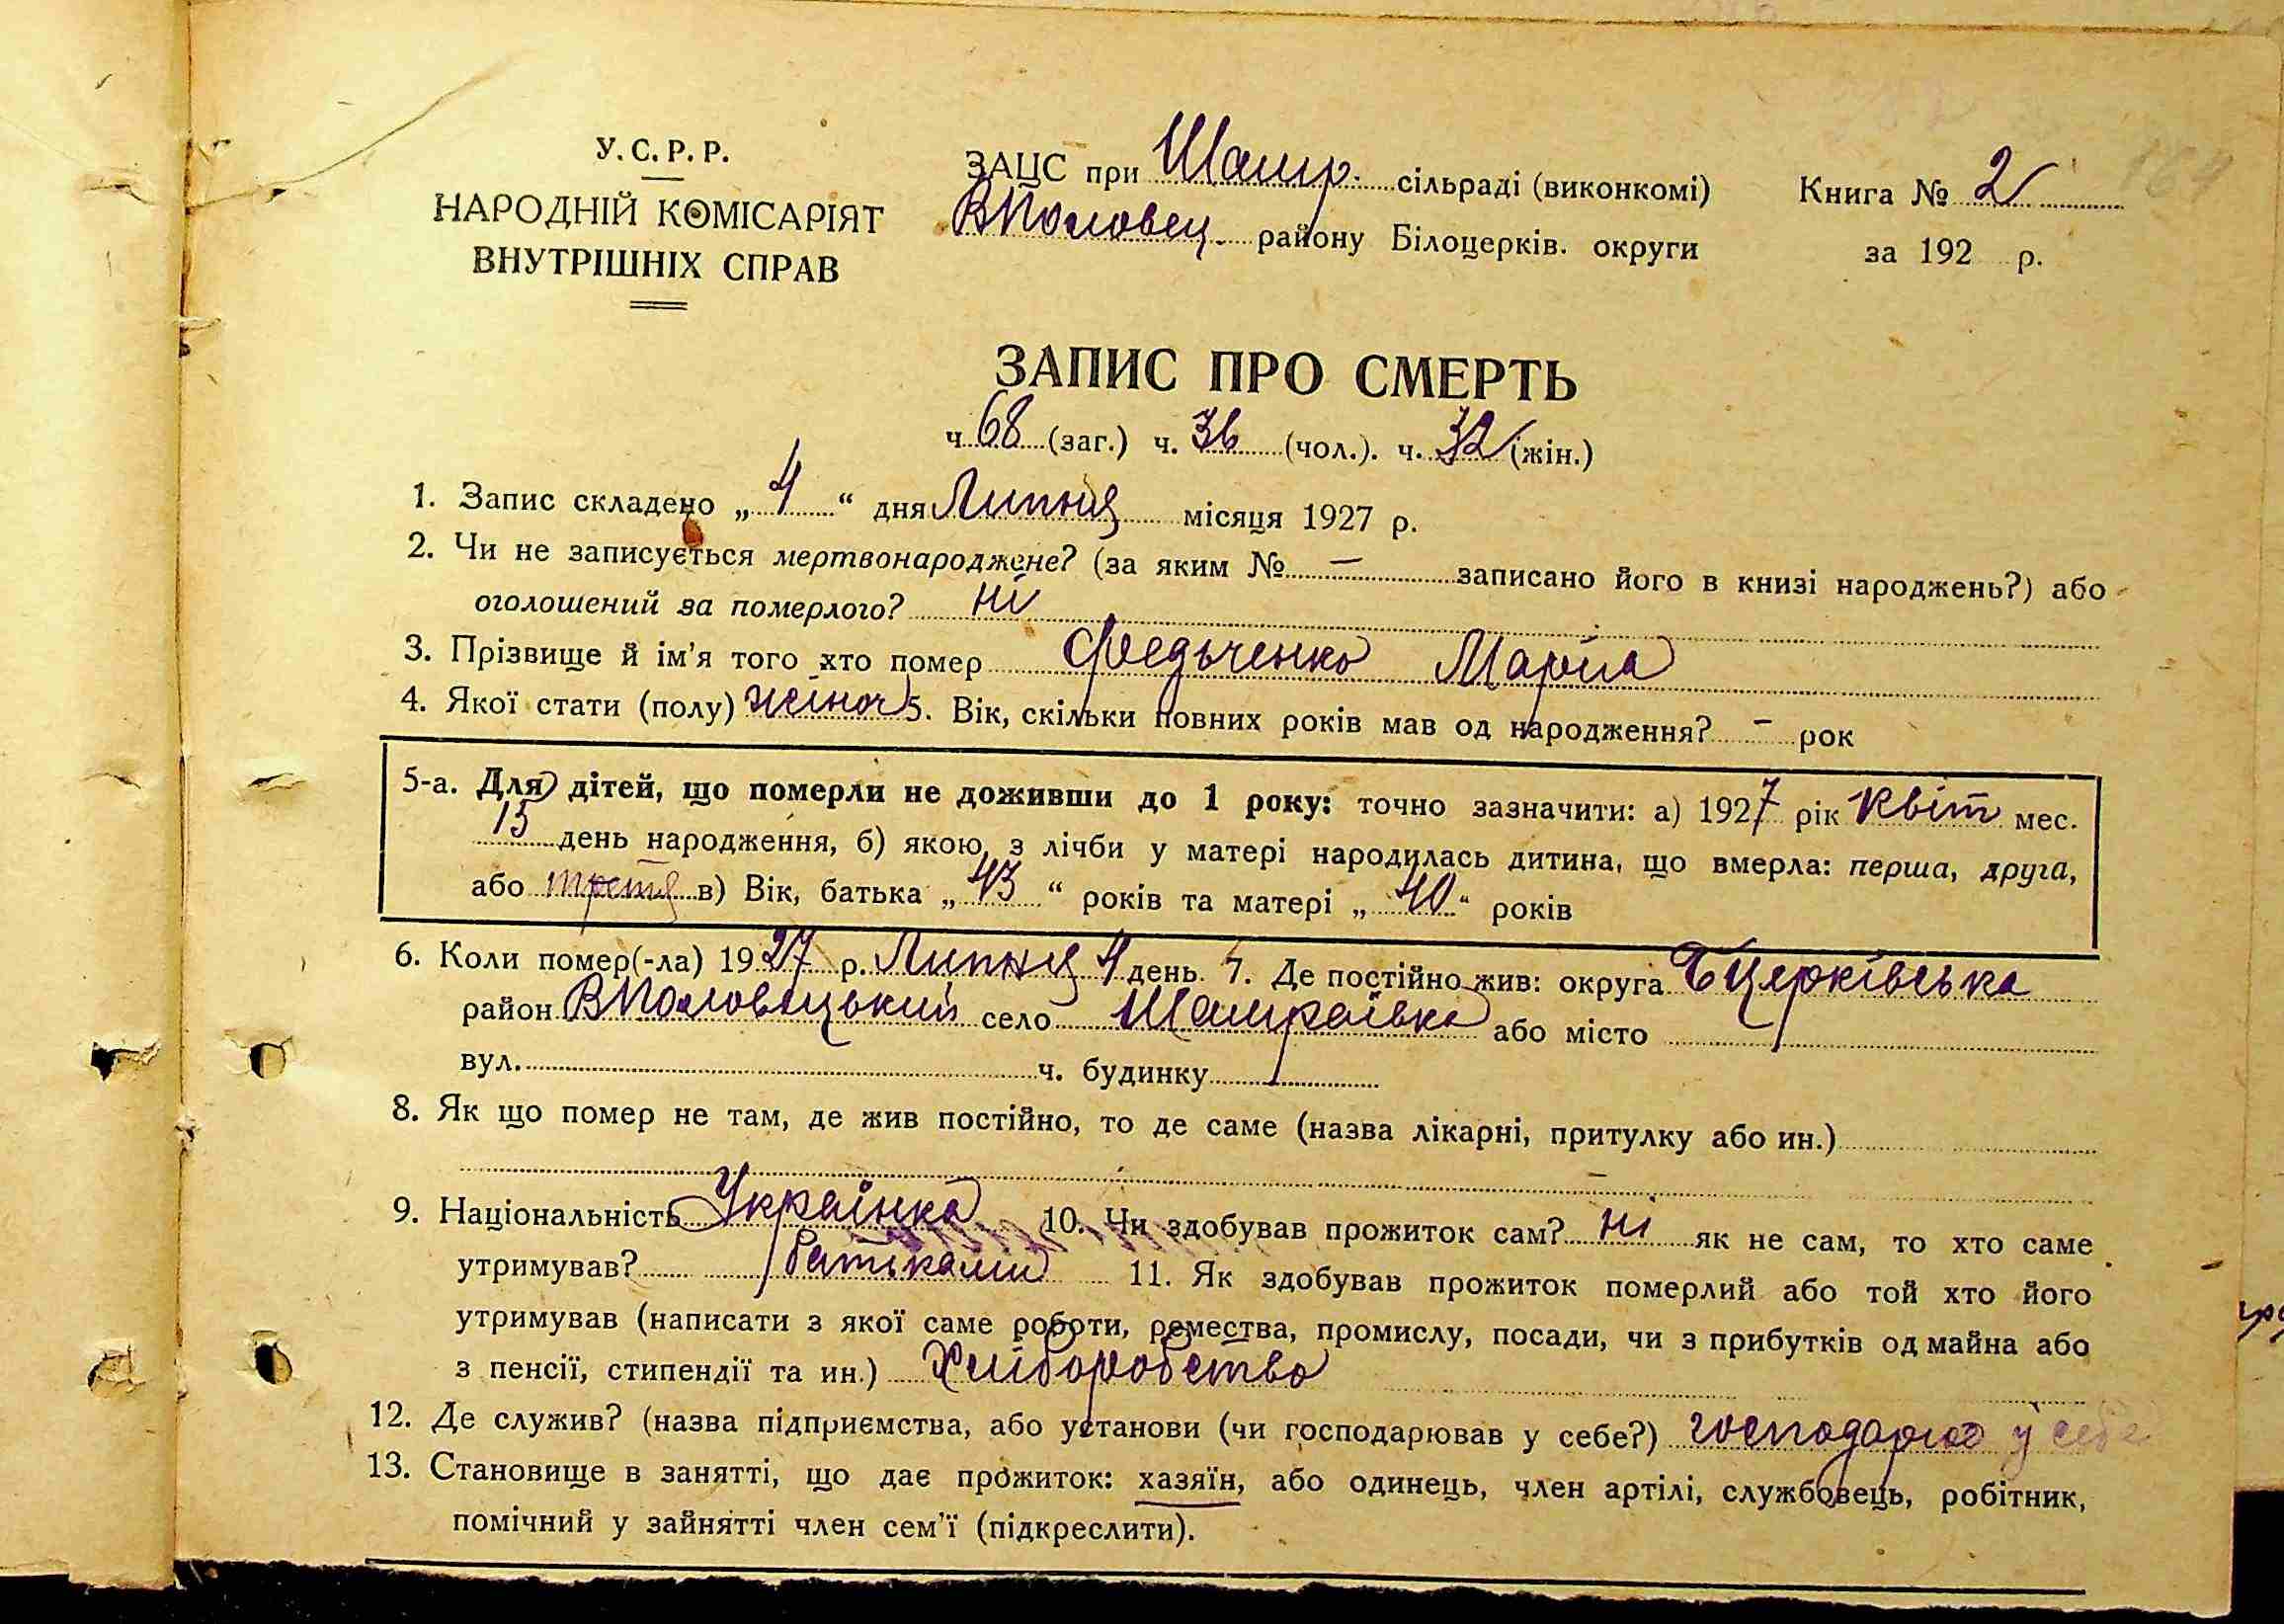 У.С.Р.Р.
НАРОДНІЙ КОМІСАРІЯТ
ВНУТРІШНІХ СПРАВ
ЗАЦС при Шамр. сільраді (виконкомі)
ВПоловец. району Білоцерків. округи
Книга № 2
за 192 р.
164
ЗАПИС ПРО СМЕРТЬ
ч. 68 (заг.) ч. 36 (чол.). ч. 32 (жін.)
1. Запис складено „ 4 “ дня Липня місяця 1927 р.
2. Чи не записується мертвонароджене? (за яким № — записано його в книзі народжень?) або
оголошений за померлого? ні
3. Прізвище й ім'я того хто помер Федьченко Марія
4. Якої стати (полу) жіноч 5. Вік, скільки повних років мав од народження? – рок
5-а. Для дітей, що померли не доживши до 1 року: точно зазначити: а) 1927 рік Квіт мес.
15 день народження, б) якою з лічби у матері народилась дитина, що вмерла: перша, друга,
або третя в) Вік, батька „ 43 “ років та матері „ 40 “ років
6. Коли помер(-ла) 1927 р. Липня 4 день. 7. Де постійно жив: округа БЦерківська
район ВПоловецький село Шамраївка або місто
вул. ч. будинку
8. Як що помер не там, де жив постійно, то де саме (назва лікарні, притулку або ин.)
–
9. Національність Українка 10. Чи здобував прожиток сам? ні як не сам, то хто саме
утримував? батьками 11. Як здобував прожиток померлий або той хто його
утримував (написати з якої саме роботи, ремества, промислу, посади, чи з прибутків од майна або
з пенсії, стипендії та ин.) Хліборобство
12. Де служив? (назва підприємства, або установи (чи господарював у себе?) господарює у себе
13. Становище в занятті, що дає прожиток: хазяїн, або одинець, член артілі, службовець, робітник,
помічний у зайнятті член сем'ї (підкреслити).